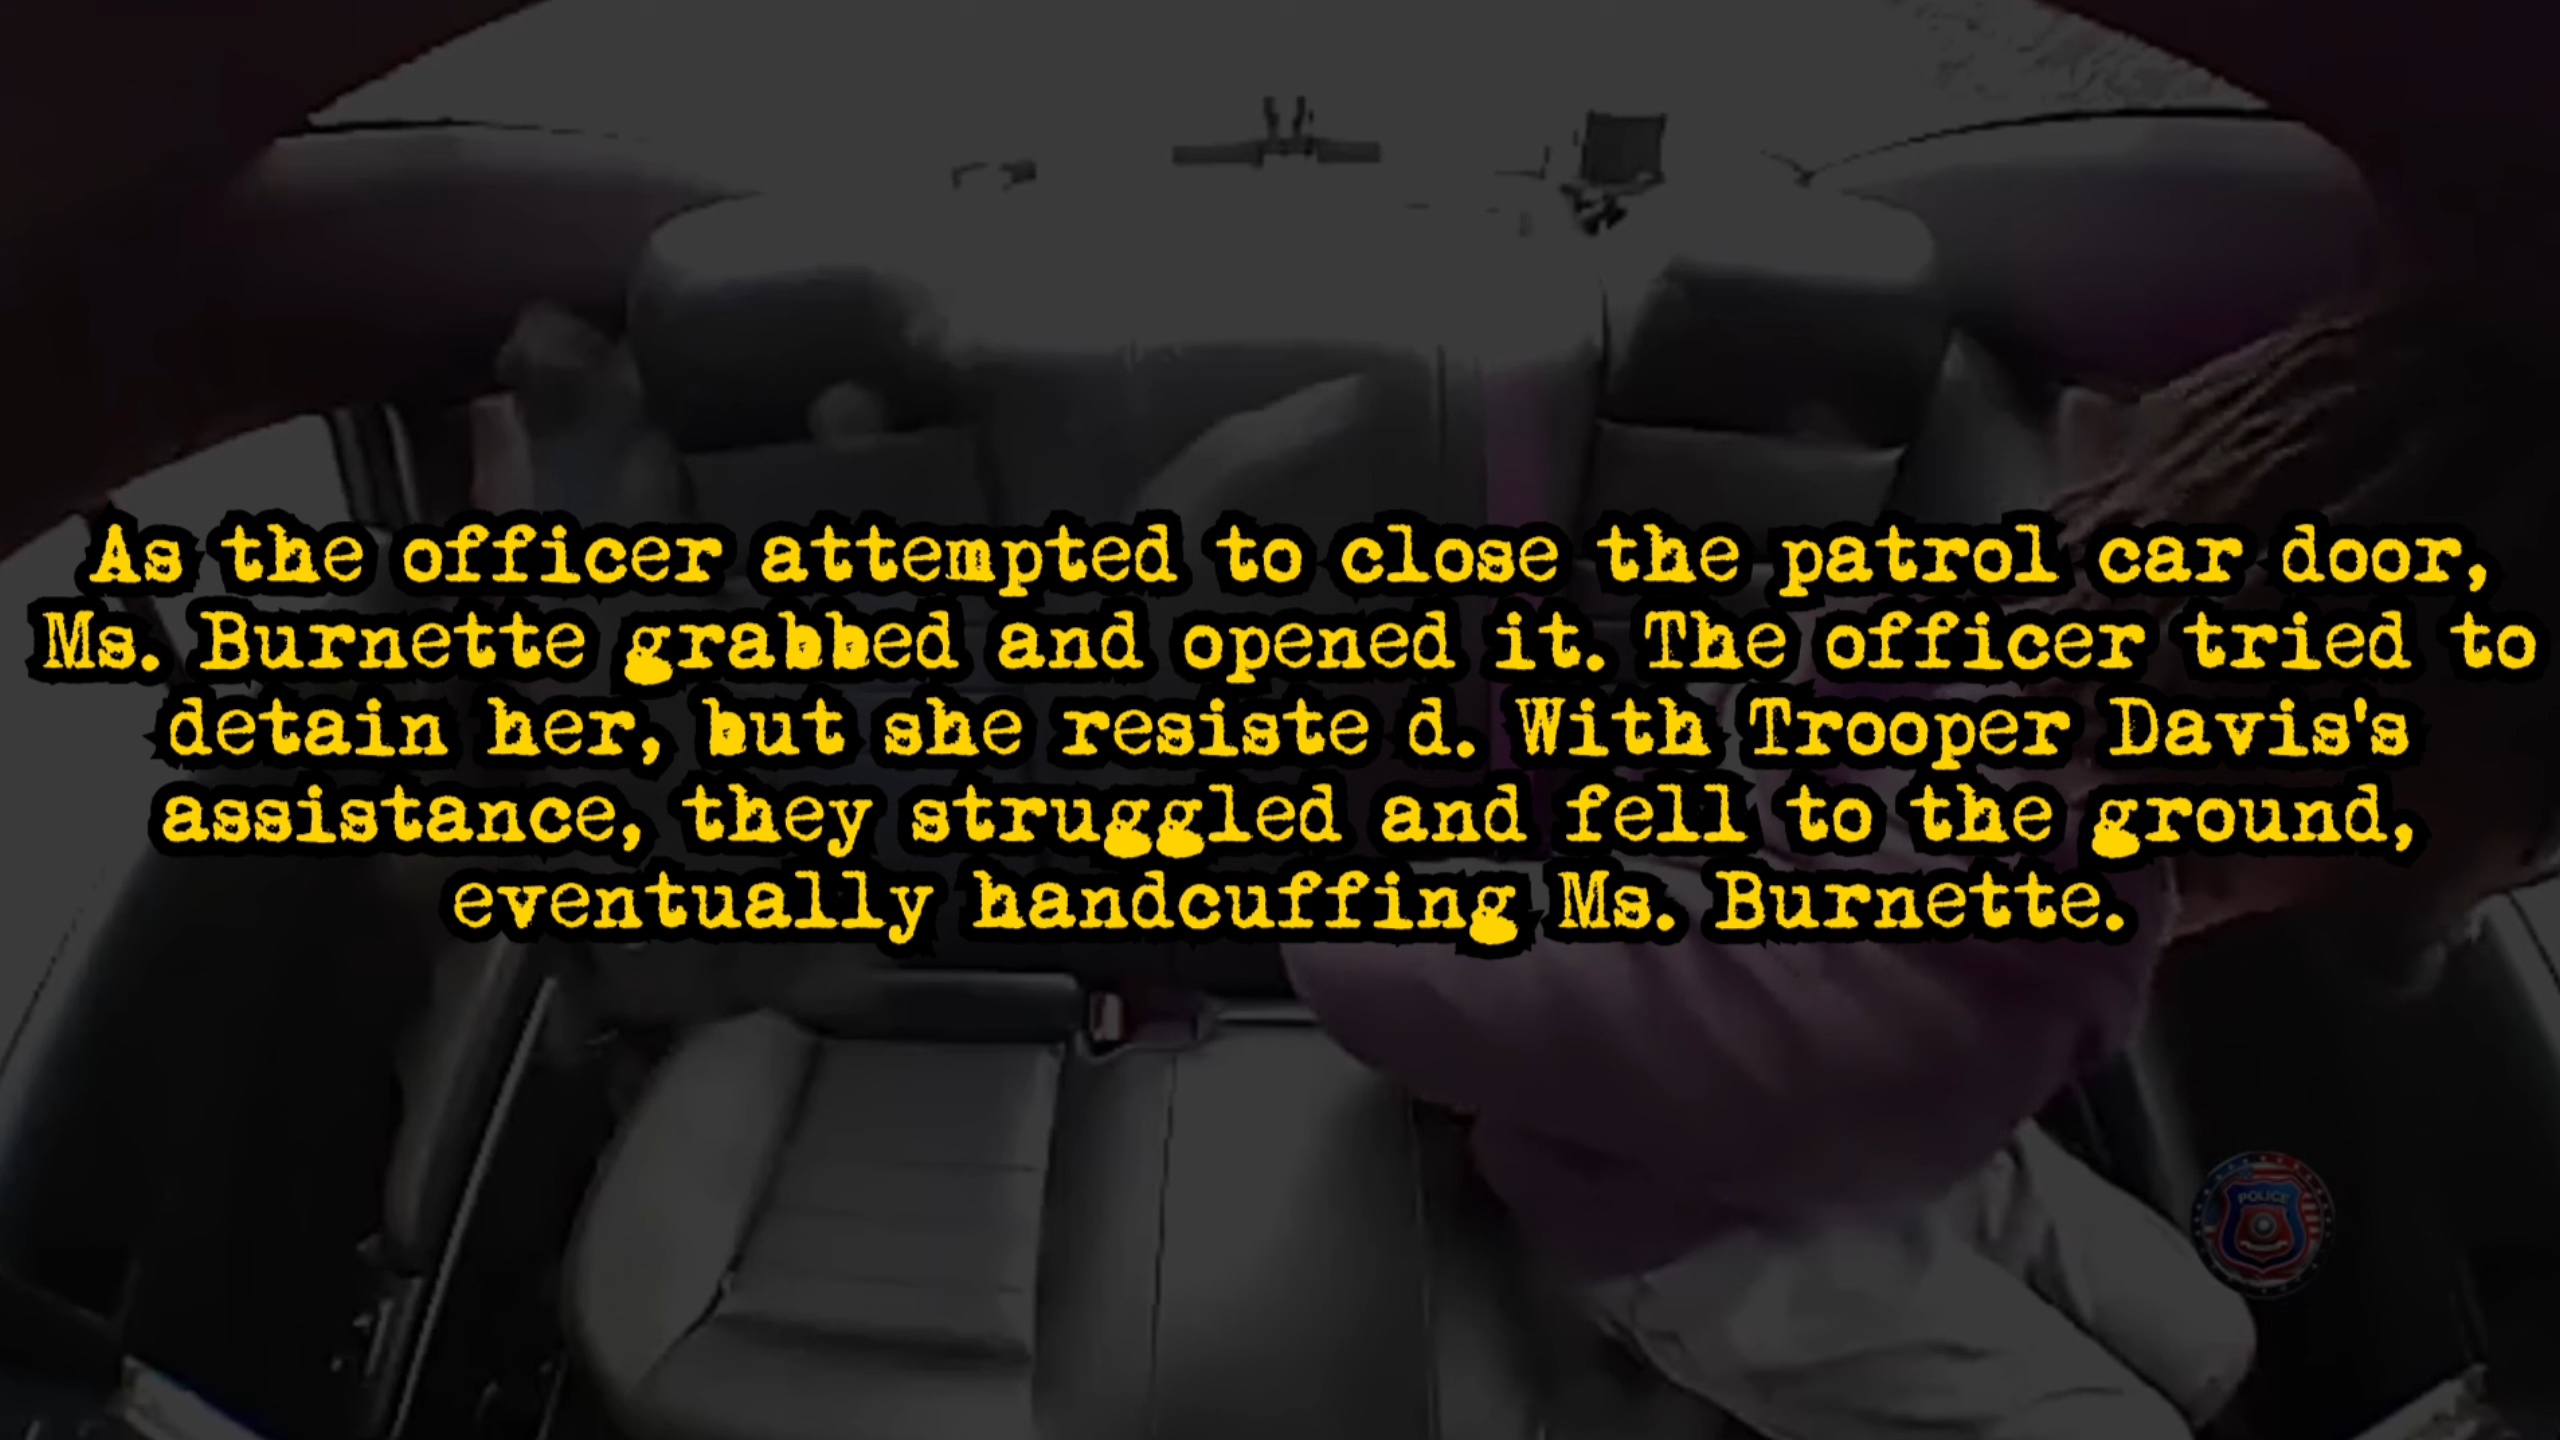 As the officer attempted to close the patrol car door,
Ms. Burnette grabbed and opened it. The officer tried to
detain her, but she resiste d. With Trooper Davis's
assistance, they struggled and fell to the ground,
eventually handcuffing Ms. Burnette.
POLICE